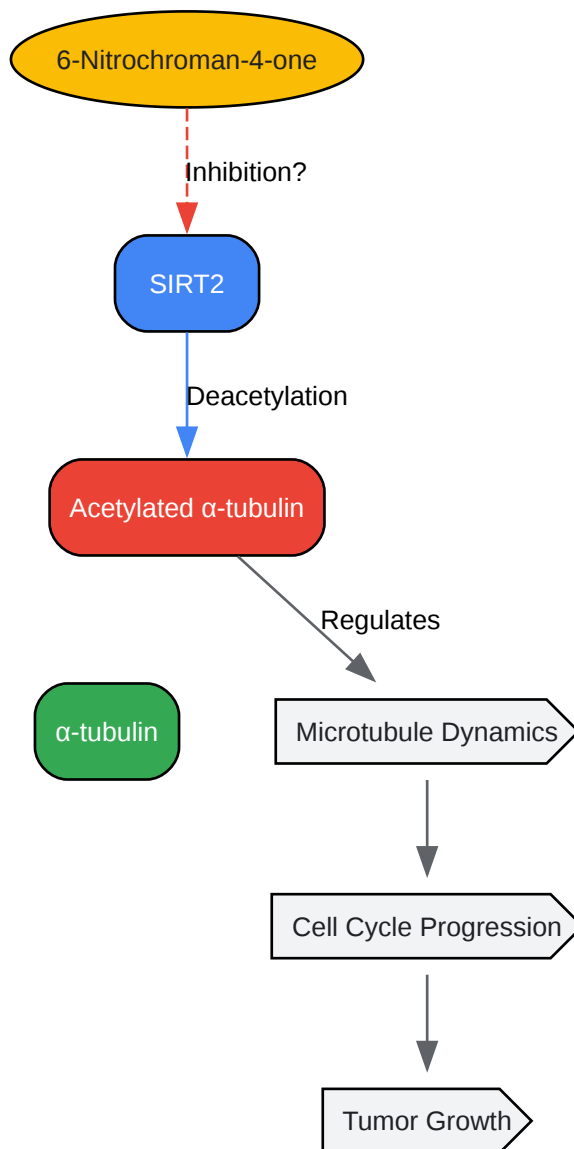 6-Nitrochroman-4-one
Inhibition?
SIRT2
Deacetylation
Acetylated α-tubulin
Regulates
α-tubulin
Microtubule Dynamics
Cell Cycle Progression
Tumor Growth